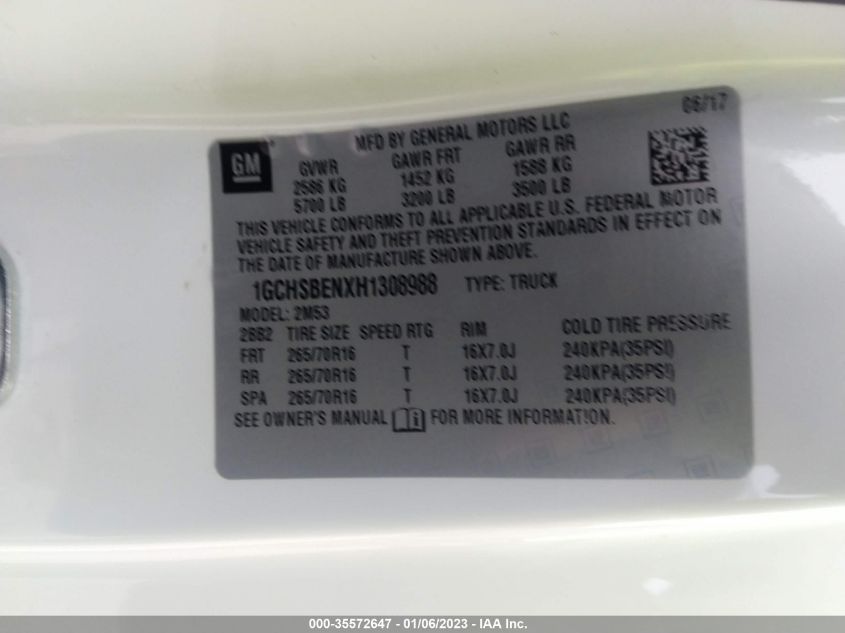 06/17
MFD BY GENERAL MOTORS LLC
GM
GVWR GAWR FRT GAWR RR
2586 KG 1452 KG 1588 KG
5700 LB 3200 LB 3500 LB
THIS VEHICLE CONFORMS TO ALL APPLICABLE U.S. FEDERAL MOTOR
VEHICLE SAFETY AND THEFT PREVENTION STANDARDS IN EFFECT ON
THE DATE OF MANUFACTURE SHOWN ABOVE.
1GCHSBENXH1308988 TYPE: TRUCK
MODEL: 2M53
2BB2 TIRE SIZE SPEED RTG RIM COLD TIRE PRESSURE
FRT 265/70R16 T 16X7.0J 240KPA(35PSI)
RR 265/70R16 T 16X7.0J 240KPA(35PSI)
SPA 265/70R16 T 16X7.0J 240KPA(35PSI)
SEE OWNER'S MANUAL i FOR MORE INFORMATION.
000-35572647 - 01/06/2023 - IAA Inc.